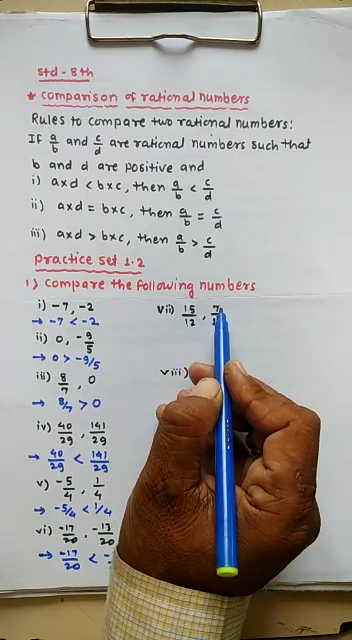 Std - 8th
* comparison of rational numbers
Rules to compare two rational numbers:
If a/b and c/d are rational numbers such that
b and d are positive and
i) a×d < b×c, then a/b < c/d
ii) a×d = b×c, then a/b = c/d
iii) a×d > b×c, then a/b > c/d
Practice set 1.2
1) Compare the following numbers
i) -7, -2
→ -7 < -2
ii) 0, -9/5
→ 0 > -9/5
iii) 8/7, 0
→ 8/7 > 0
iv) 40/29, 141/29
→ 40/29 < 141/29
v) -5/4, 1/4
→ -5/4 < 1/4
vi) -17/20, -13/20
→ -17/20 <
vii) 15/12, 7
viii)